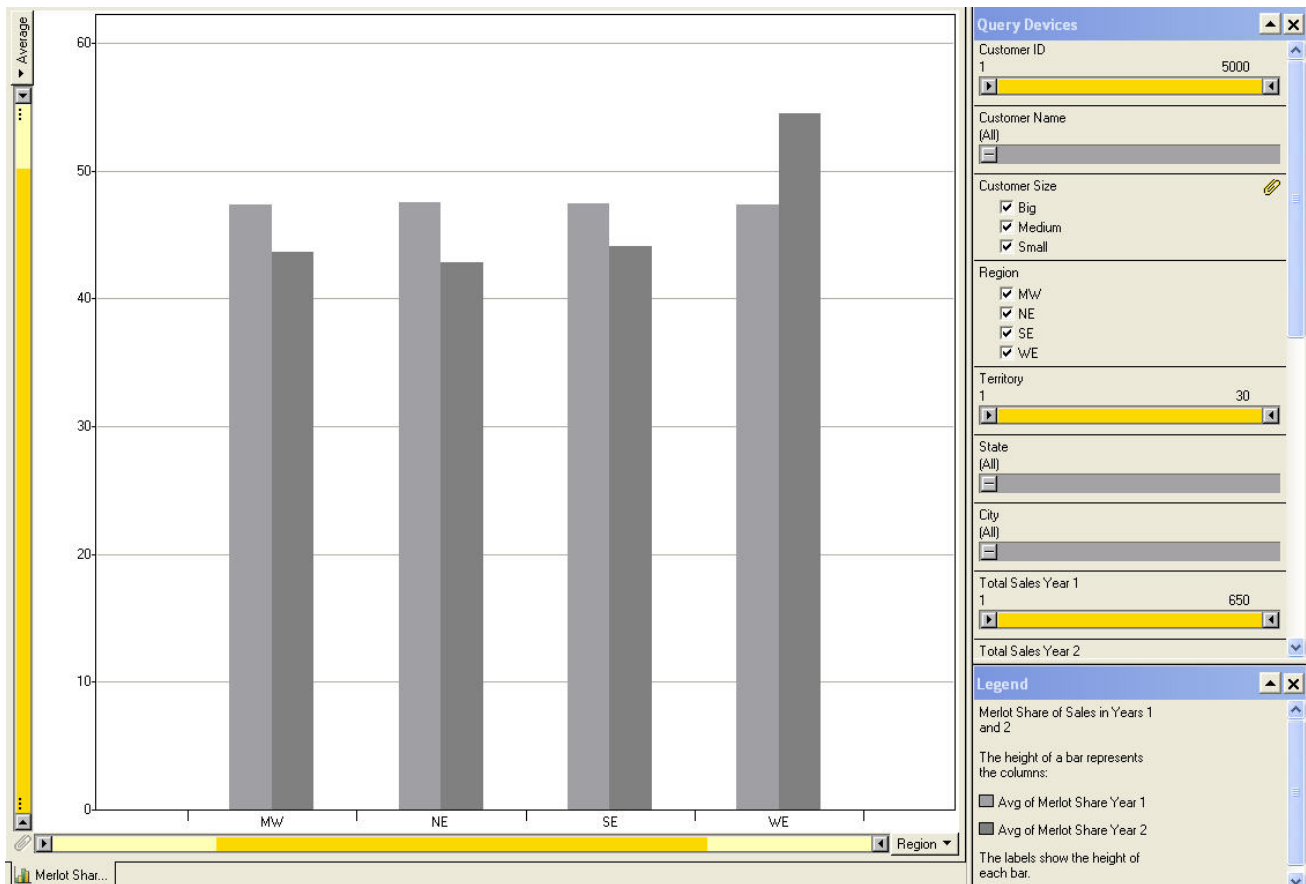 Average
60
50
40
30
20
10
0
MW
NE
SE
WE
Region
Merlot Shar...
Query Devices
Customer ID
1 5000
Customer Name
(All)
Customer Size
Big
Medium
Small
Region
MW
NE
SE
WE
Territory
1 30
State
(All)
City
(All)
Total Sales Year 1
1 650
Total Sales Year 2
Legend
Merlot Share of Sales in Years 1
and 2
The height of a bar represents
the columns:
Avg of Merlot Share Year 1
Avg of Merlot Share Year 2
The labels show the height of
each bar.